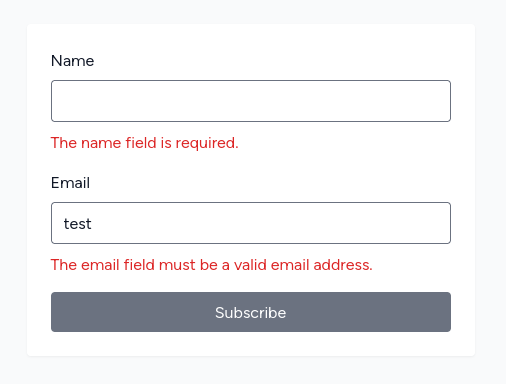 Name
The name field is required.
Email
test
The email field must be a valid email address.
Subscribe